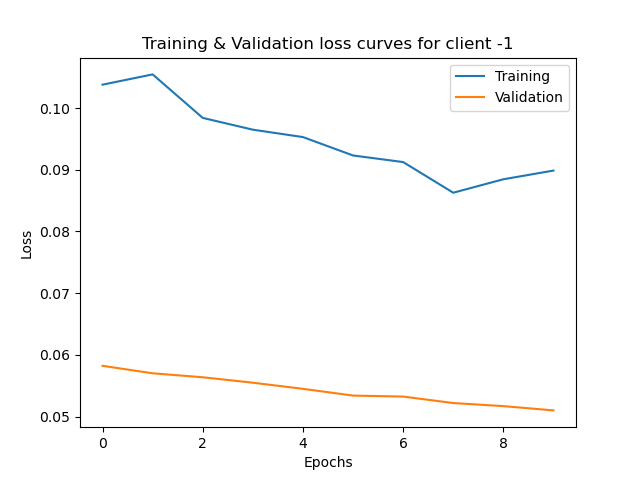 Training & Validation loss curves for client -1
Training
Validation
0.10
0.09
0.08
0.07
0.06
0.05
Loss
0
2
4
6
8
Epochs